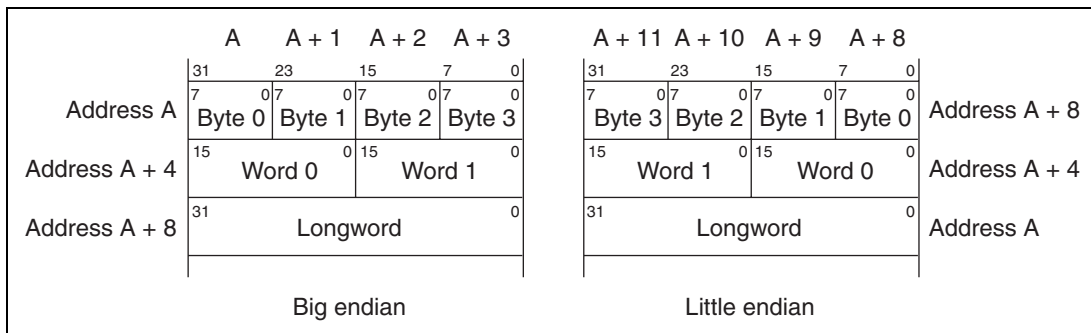 A A + 1 A + 2 A + 3 A + 11 A + 10 A + 9 A + 8
31 23 15 7 0 31 23 15 7 0
7 0 7 0 7 0 7 0 7 0 7 0 7 0 7 0
Address A Byte 0 Byte 1 Byte 2 Byte 3 Byte 3 Byte 2 Byte 1 Byte 0 Address A + 8
15 0 15 0 15 0 15 0
Address A + 4 Word 0 Word 1 Word 1 Word 0 Address A + 4
31 0 31 0
Address A + 8 Longword Longword Address A
Big endian Little endian